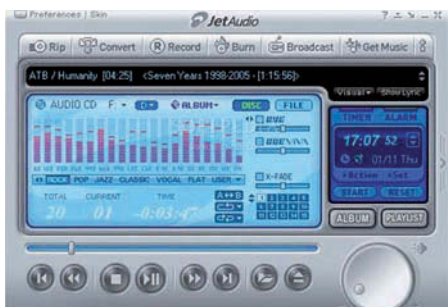 Preferences | Skin
JetAudio
Rip Convert Record Burn Broadcast Get Music
ATB / Humanity [04:25] <Seven Years 1998-2005 - [1:15:56]>
Visual Show Lyric
AUDIO CD F: D ALBUM DISC FILE
TIMER ALARM
BBE
BBE VIVA
17:07 52
01/11 Thu
X-FADE
ROCK POP JAZZ CLASSIC VOCAL FLAT USER
+Action +Set
TOTAL CURRENT TIME A↔B
START RESET
20 01 -0:03:47
ALBUM PLAYLIST